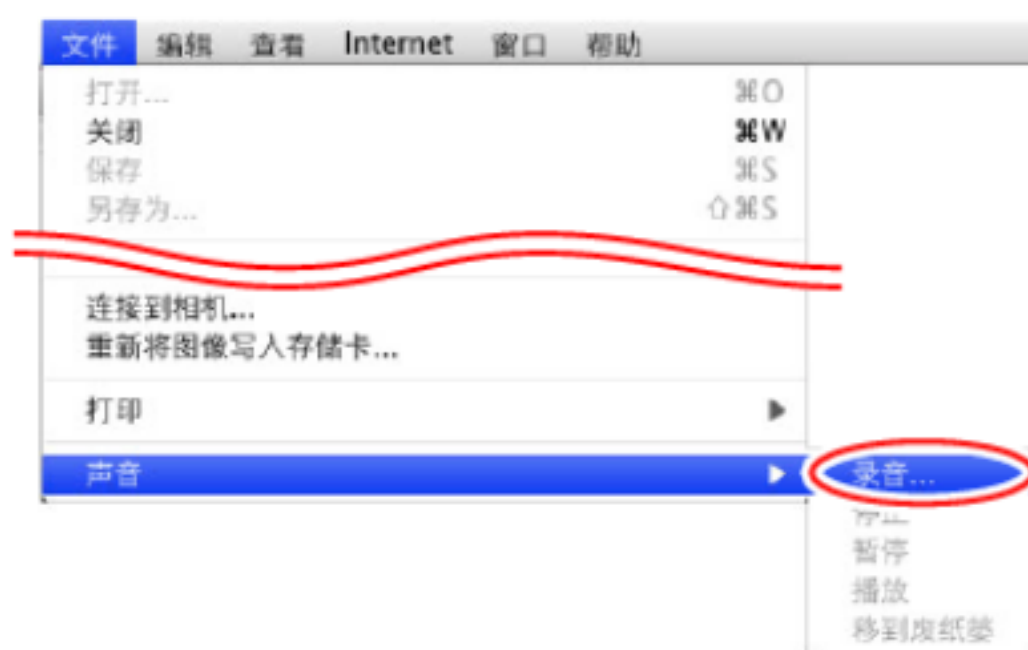 文件 编辑 查看 Internet 窗口 帮助
打开... ⌘O
关闭 ⌘W
保存 ⌘S
另存为... ⇧⌘S
连接到相机...
重新将图像写入存储卡...
打印 ▶
声音 ▶ 录音...
停止
暂停
播放
移到废纸篓